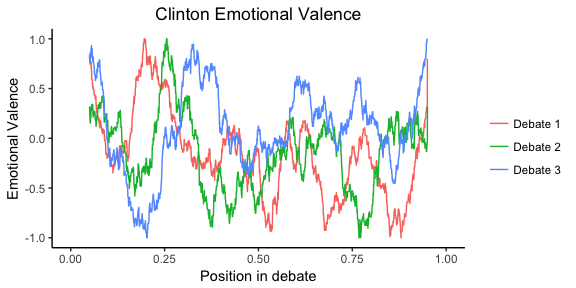 Clinton Emotional Valence
Emotional Valence
1.0
0.5
0.0
-0.5
-1.0
0.00
0.25
0.50
0.75
1.00
Position in debate
Debate 1
Debate 2
Debate 3